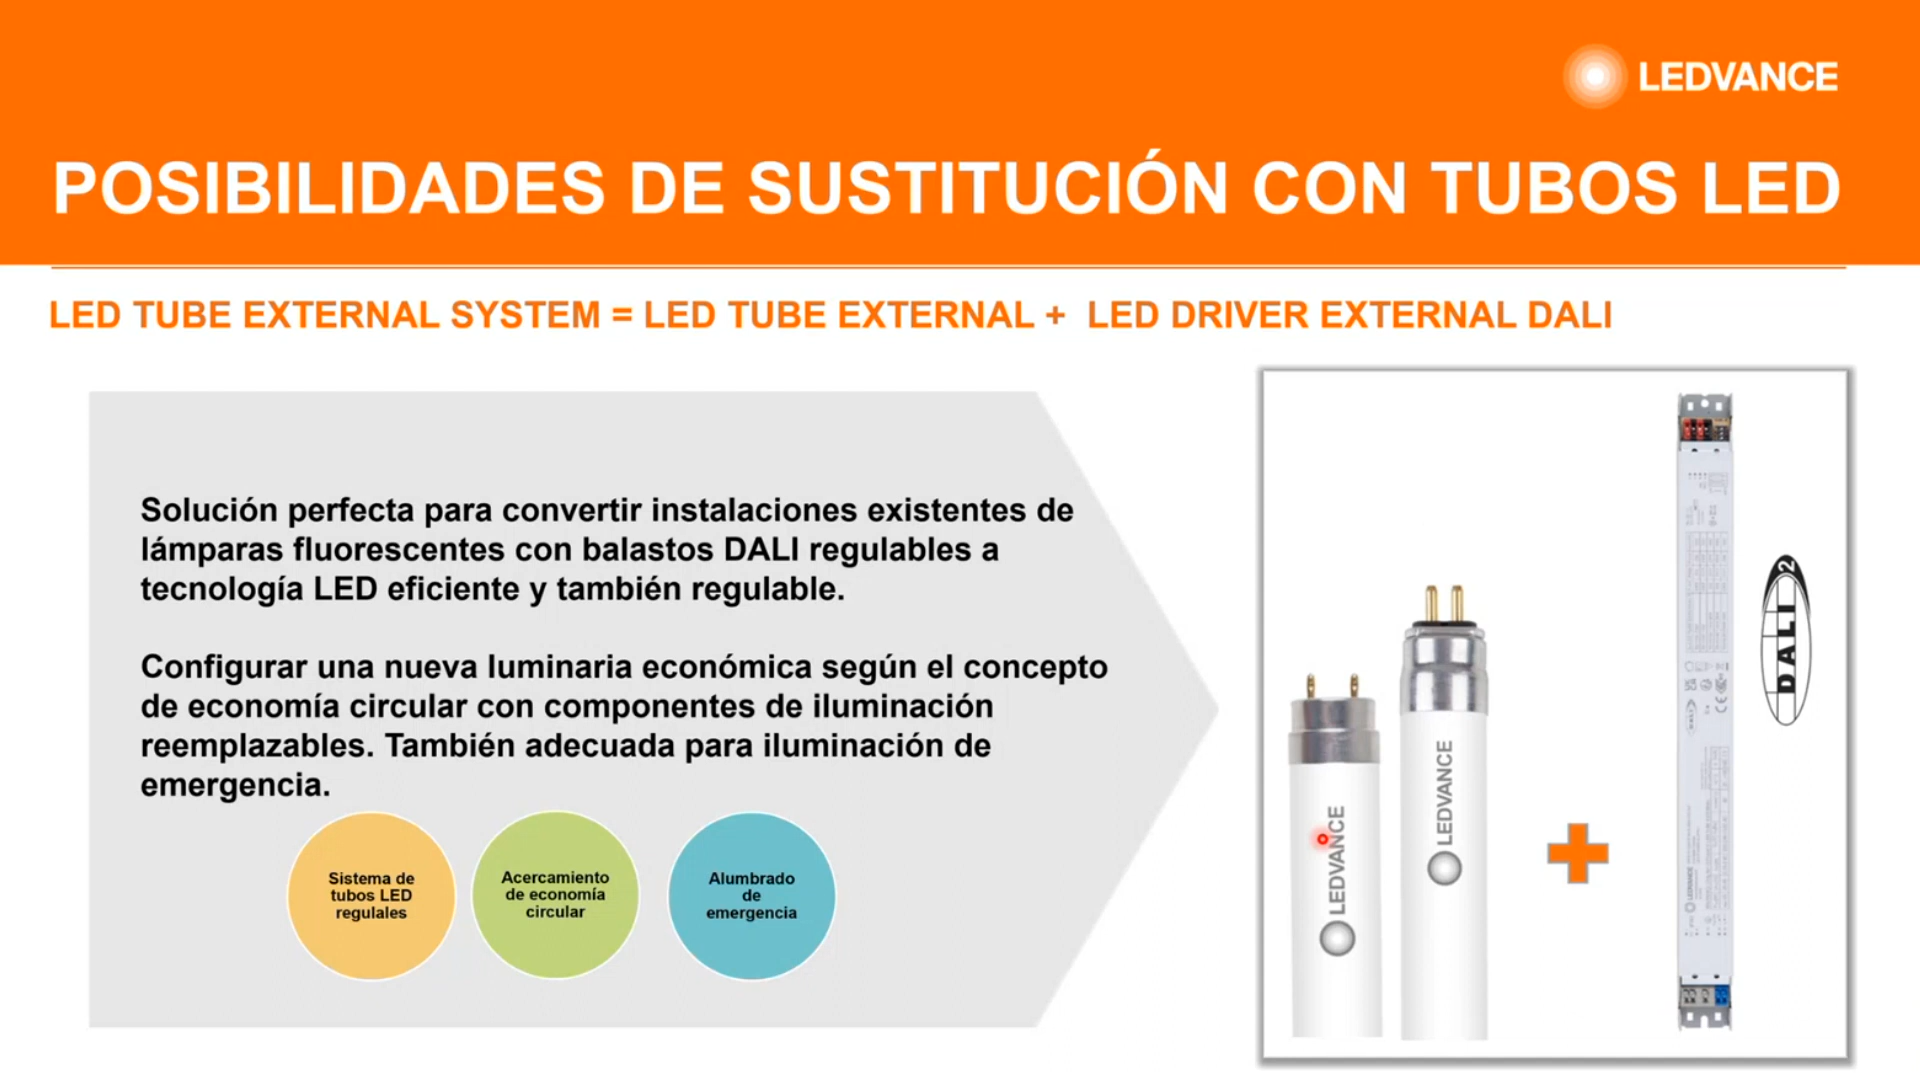 LEDVANCE
POSIBILIDADES DE SUSTITUCIÓN CON TUBOS LED
LED TUBE EXTERNAL SYSTEM = LED TUBE EXTERNAL + LED DRIVER EXTERNAL DALI
Solución perfecta para convertir instalaciones existentes de
lámparas fluorescentes con balastos DALI regulables a
tecnología LED eficiente y también regulable.
Configurar una nueva luminaria económica según el concepto
de economía circular con componentes de iluminación
reemplazables. También adecuada para iluminación de
emergencia.
Sistema de
tubos LED
regulales
Acercamiento
de economía
circular
Alumbrado
de
emergencia
LEDVANCE
LEDVANCE
DALI 2